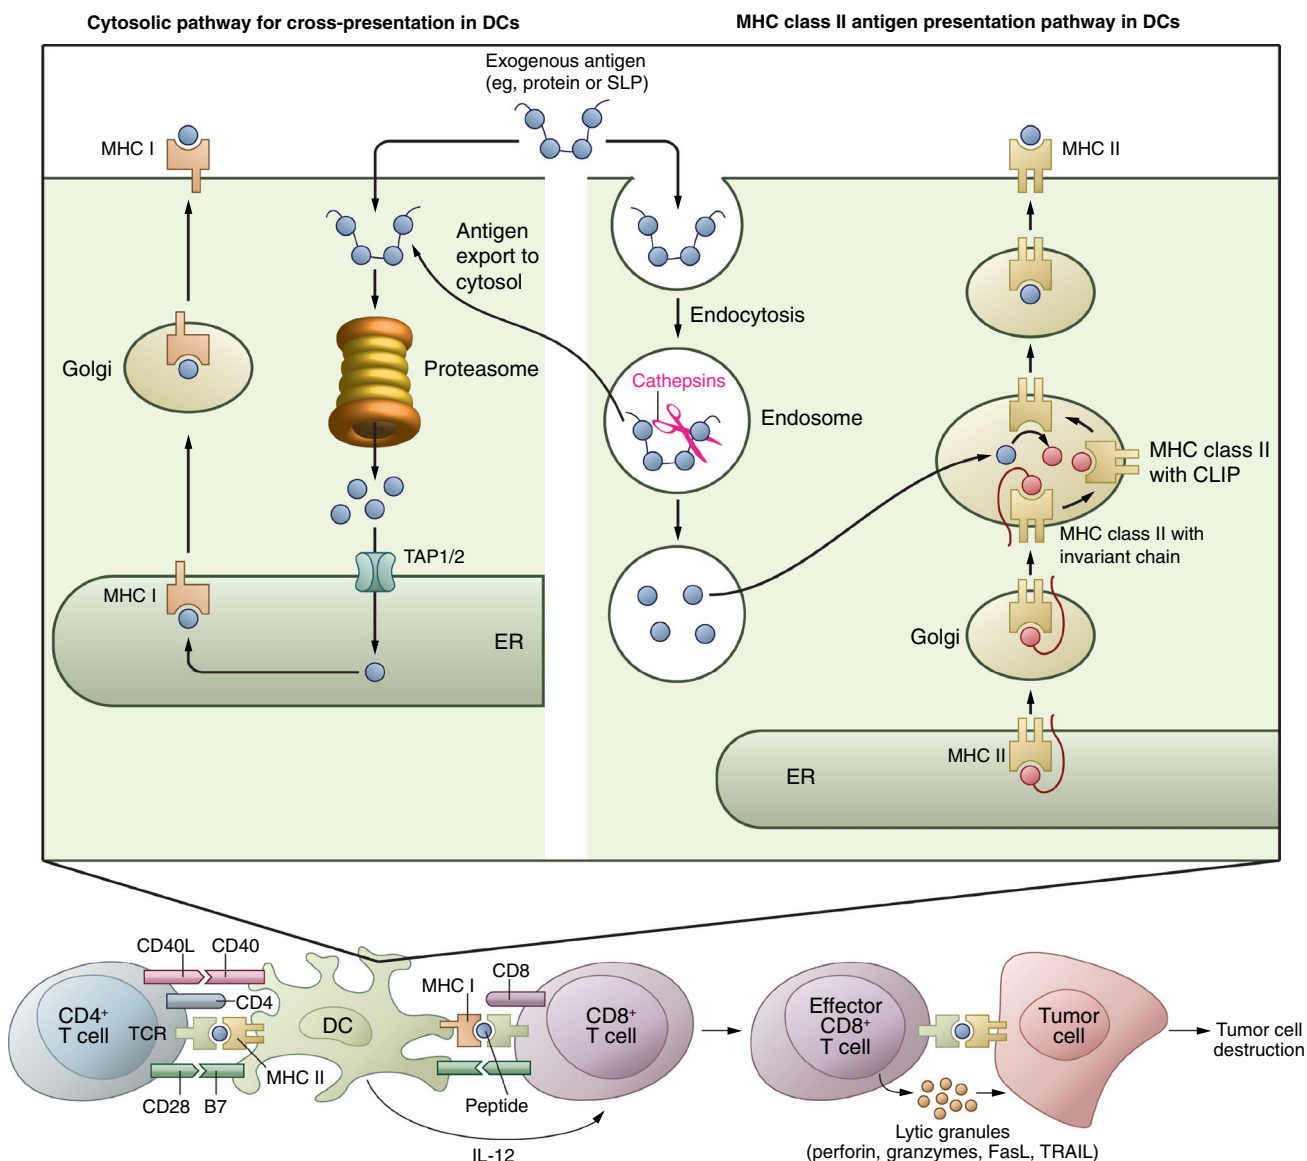 Cytosolic pathway for cross-presentation in DCs
MHC class II antigen presentation pathway in DCs
Exogenous antigen
(eg, protein or SLP)
MHC I
MHC II
Antigen
export to
cytosol
Endocytosis
Golgi
Proteasome
Cathepsins
Endosome
MHC class II
with CLIP
MHC class II with
invariant chain
TAP1/2
MHC I
ER
Golgi
MHC II
ER
CD40L
CD40
CD4+
T cell
CD4
TCR
MHC II
CD28
B7
DC
MHC I
CD8
CD8+
T cell
Peptide
IL-12
Effector
CD8+
T cell
Tumor
cell
Tumor cell
destruction
Lytic granules
(perforin, granzymes, FasL, TRAIL)